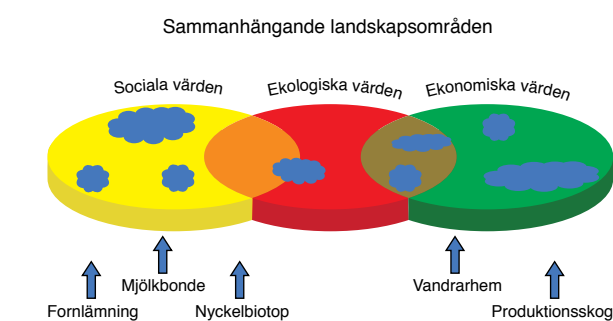 Sammanhängande landskapsområden
Sociala värden
Ekologiska värden
Ekonomiska värden
Mjölkbonde
Vandrarhem
Fornlämning
Nyckelbiotop
Produktionsskog